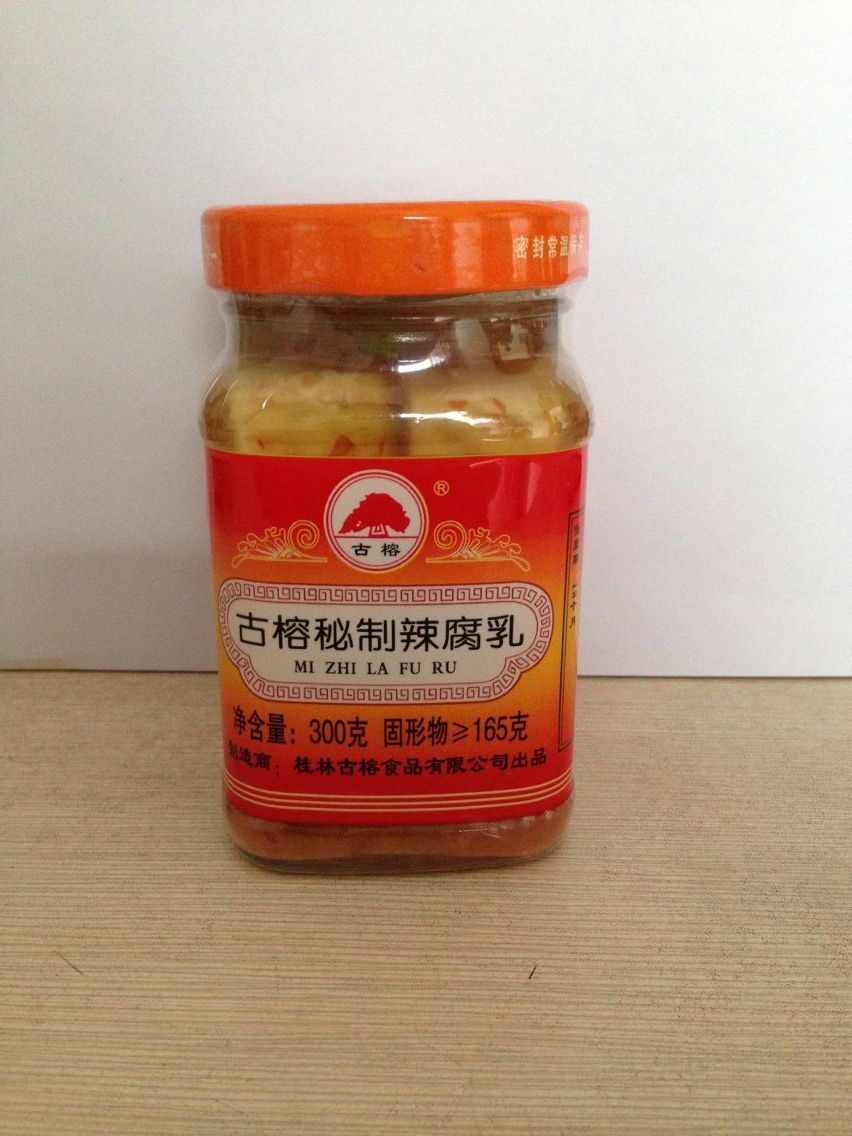 密封常温保存
®
古榕
古榕秘制辣腐乳
MI ZHI LA FU RU
净含量：300克 固形物≥165克
制造商：桂林古榕食品有限公司出品